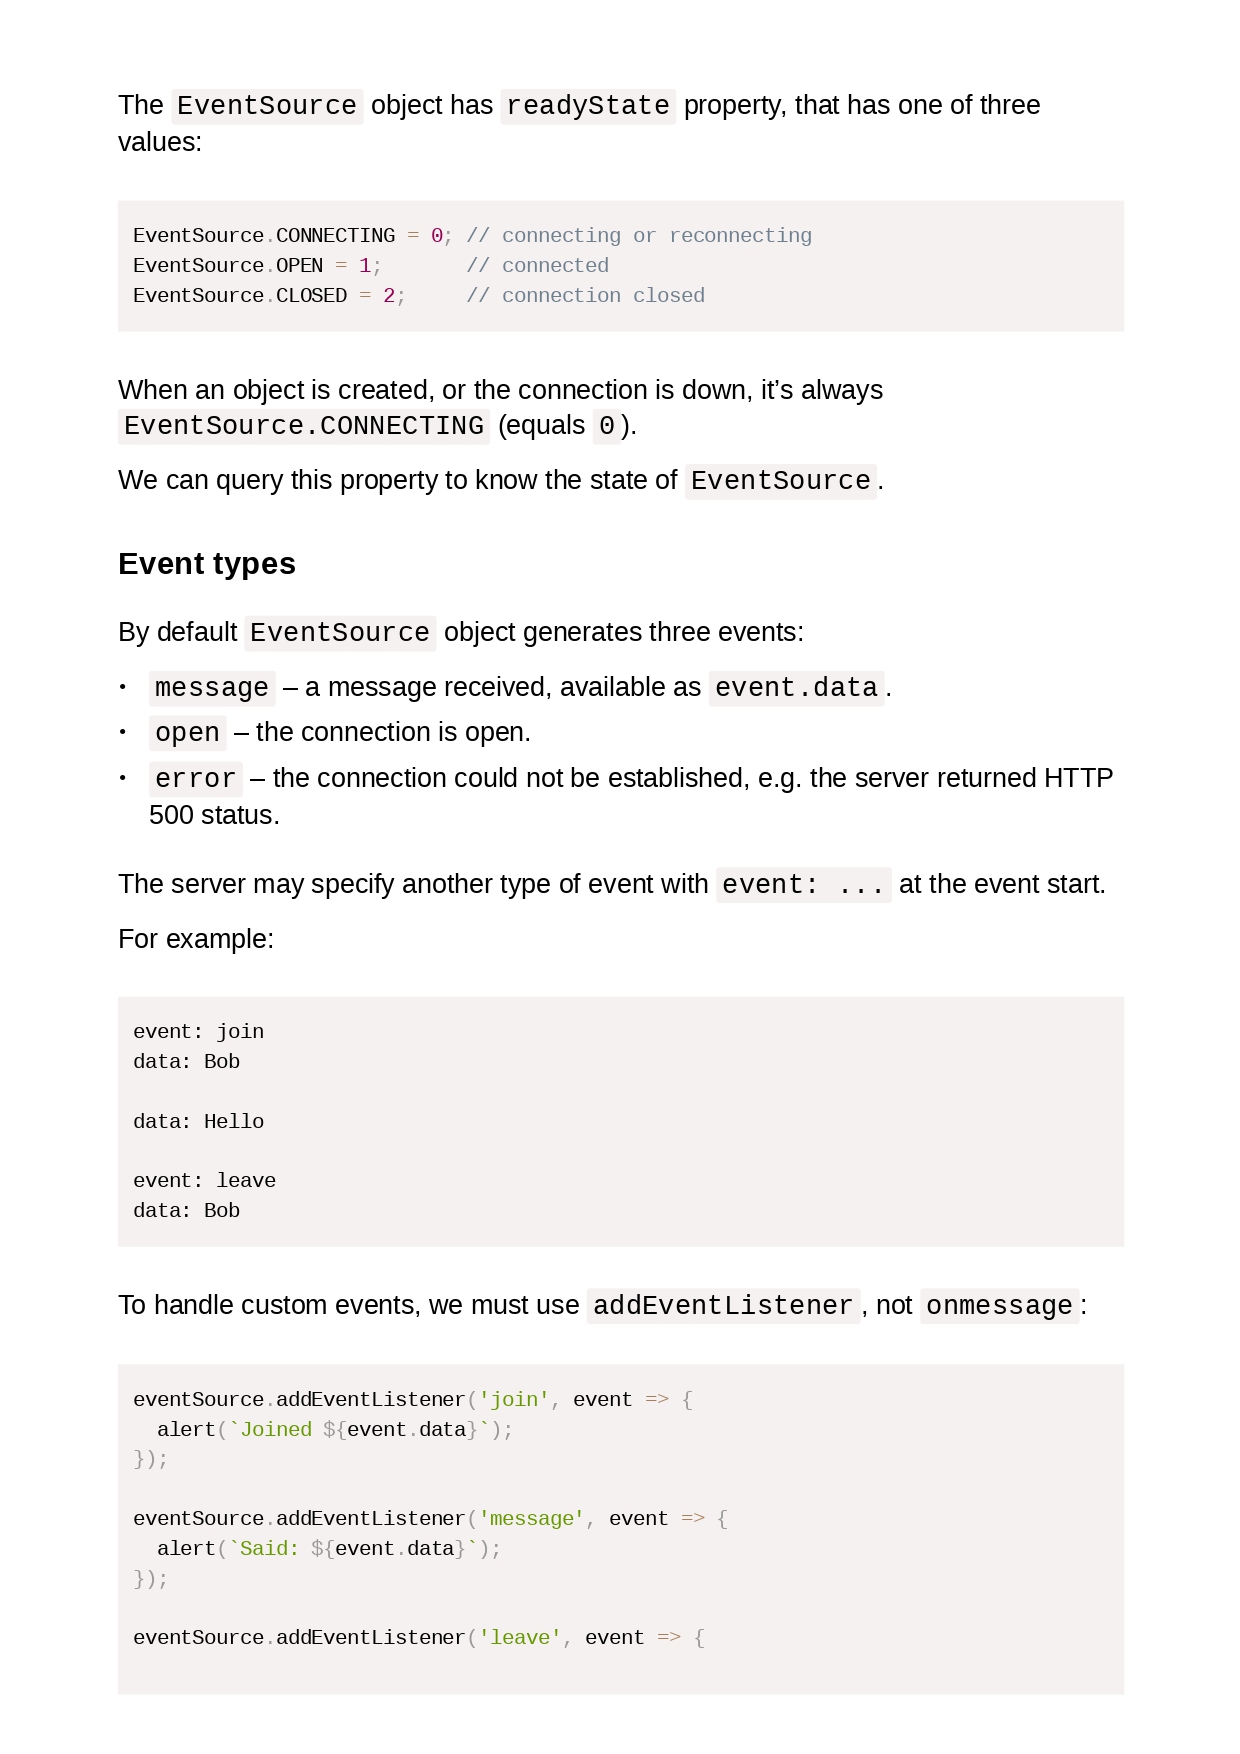 The EventSource object has readyState property, that has one of three
values:
EventSource.CONNECTING = 0; // connecting or reconnecting
EventSource.OPEN = 1;       // connected
EventSource.CLOSED = 2;     // connection closed
When an object is created, or the connection is down, it’s always
EventSource.CONNECTING (equals 0).
We can query this property to know the state of EventSource.
Event types
By default EventSource object generates three events:
• message – a message received, available as event.data.
• open – the connection is open.
• error – the connection could not be established, e.g. the server returned HTTP
500 status.
The server may specify another type of event with event: ... at the event start.
For example:
event: join
data: Bob
data: Hello
event: leave
data: Bob
To handle custom events, we must use addEventListener, not onmessage:
eventSource.addEventListener('join', event => {
  alert(`Joined ${event.data}`);
});
eventSource.addEventListener('message', event => {
  alert(`Said: ${event.data}`);
});
eventSource.addEventListener('leave', event => {